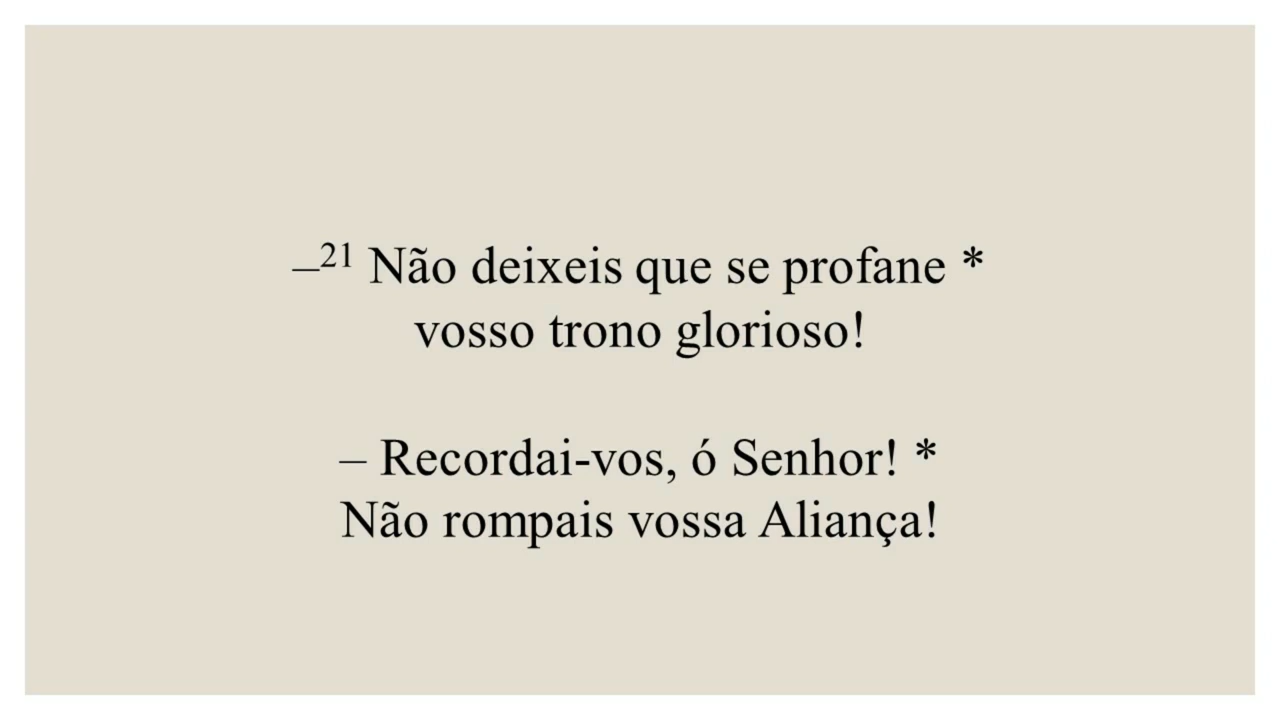 –²¹ Não deixeis que se profane *
vosso trono glorioso!
– Recordai-vos, ó Senhor! *
Não rompais vossa Aliança!